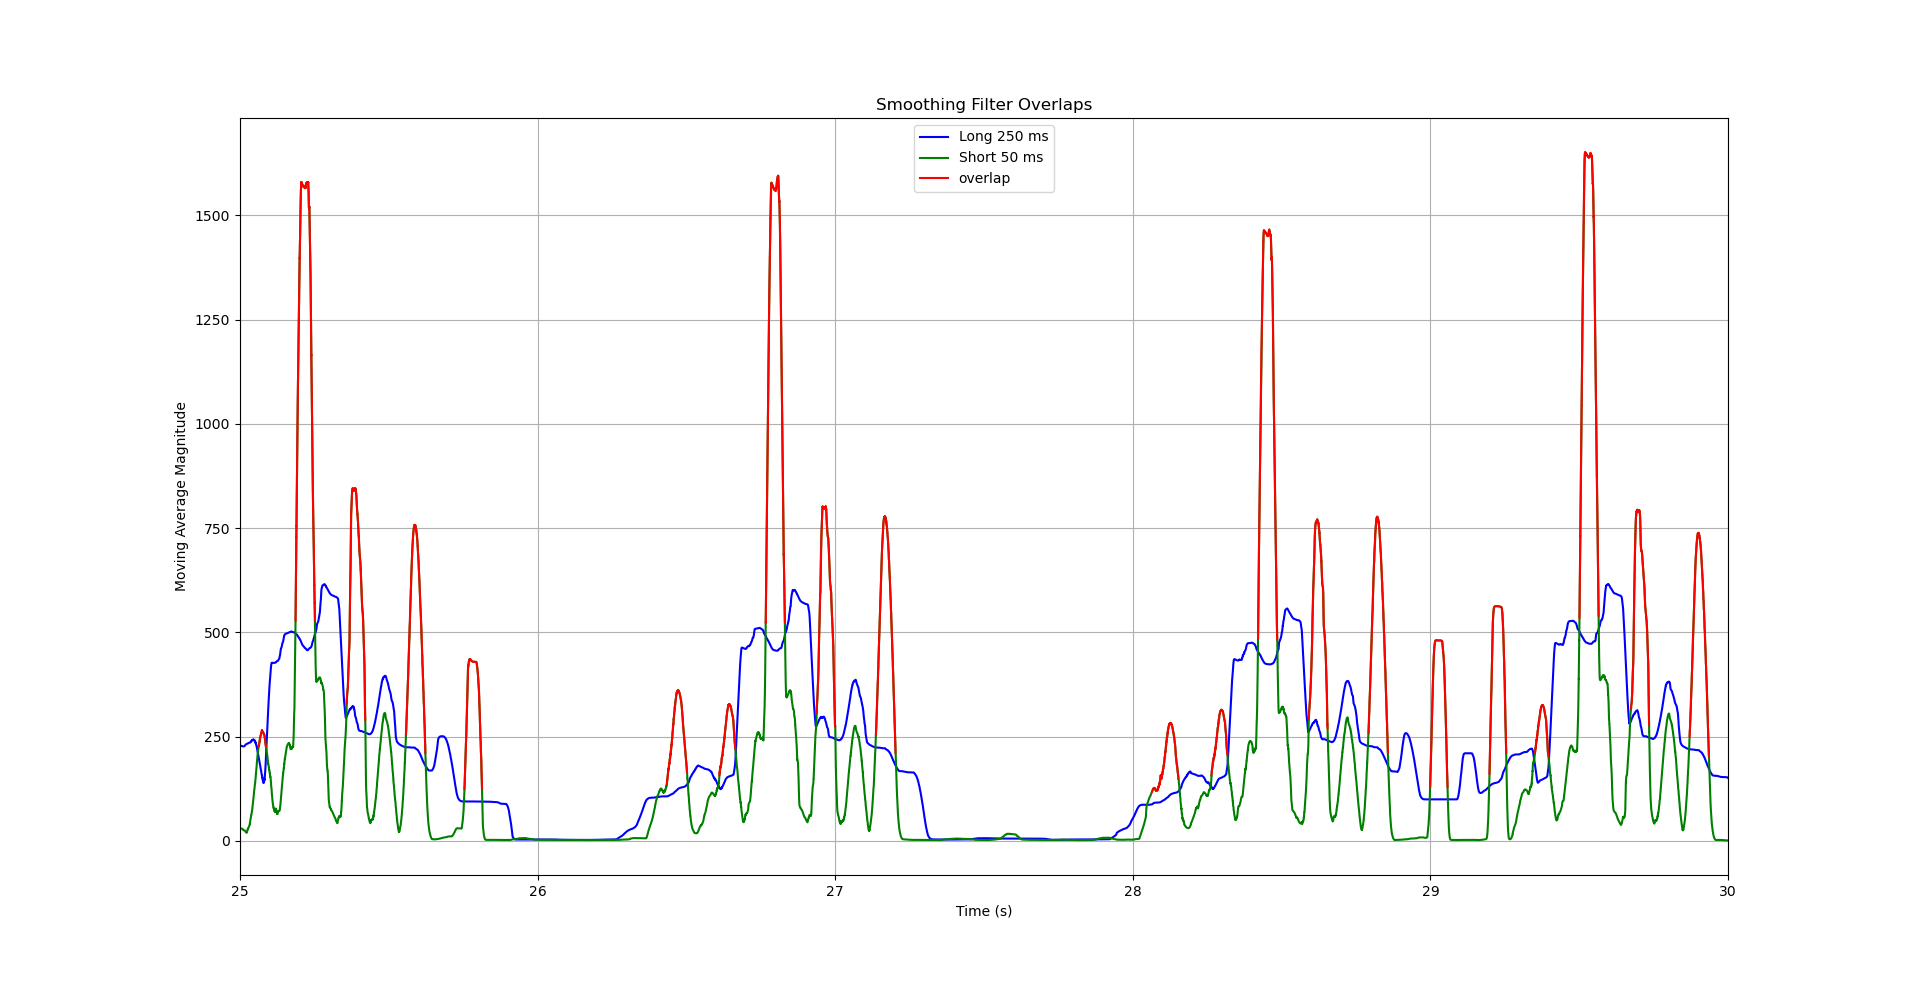 Smoothing Filter Overlaps
Long 250 ms
Short 50 ms
overlap
1500
1250
1000
750
500
250
0
Moving Average Magnitude
25 26 27 28 29 30
Time (s)